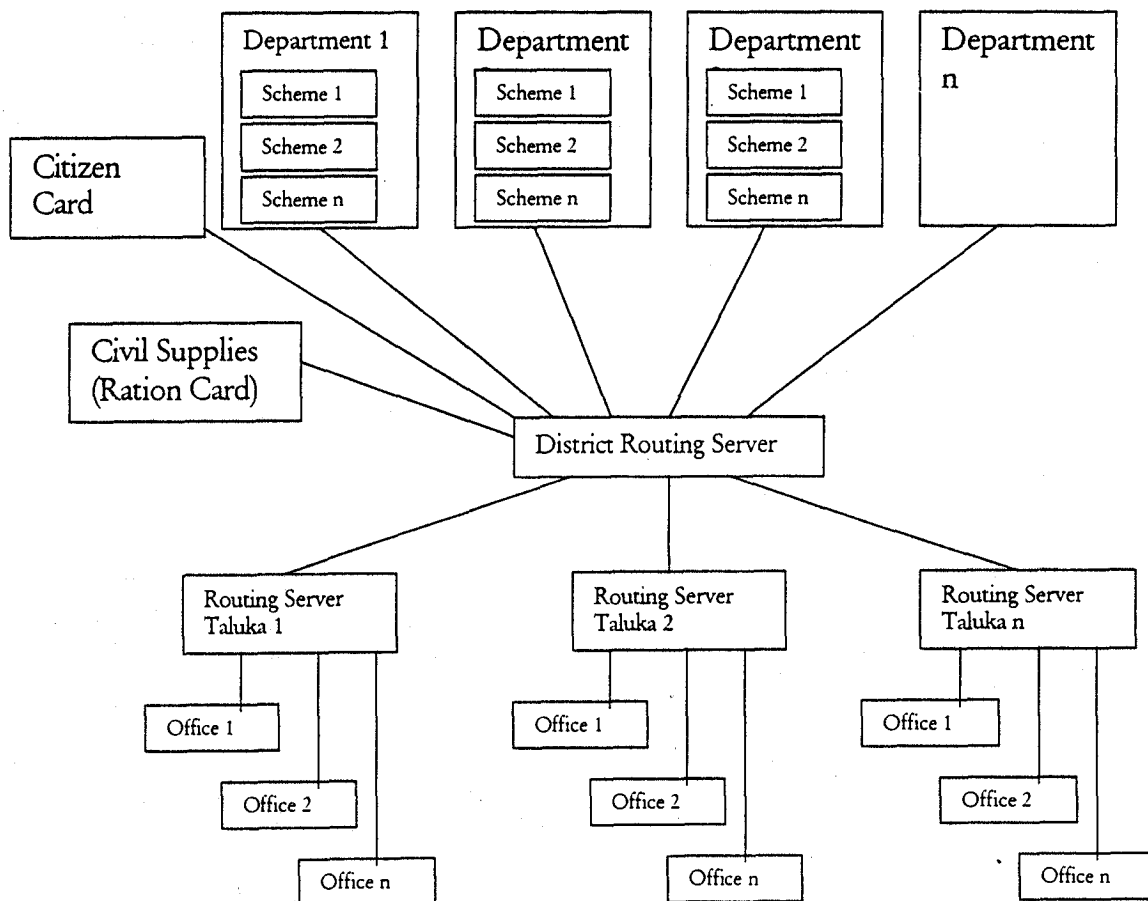 Department 1
Scheme 1
Scheme 2
Scheme n
Department
Scheme 1
Scheme 2
Scheme n
Department
Scheme 1
Scheme 2
Scheme n
Department
n
Citizen
Card
Civil Supplies
(Ration Card)
District Routing Server
Routing Server
Taluka 1
Office 1
Office 2
Office n
Routing Server
Taluka 2
Office 1
Office 2
Office n
Routing Server
Taluka n
Office 1
Office 2
Office n